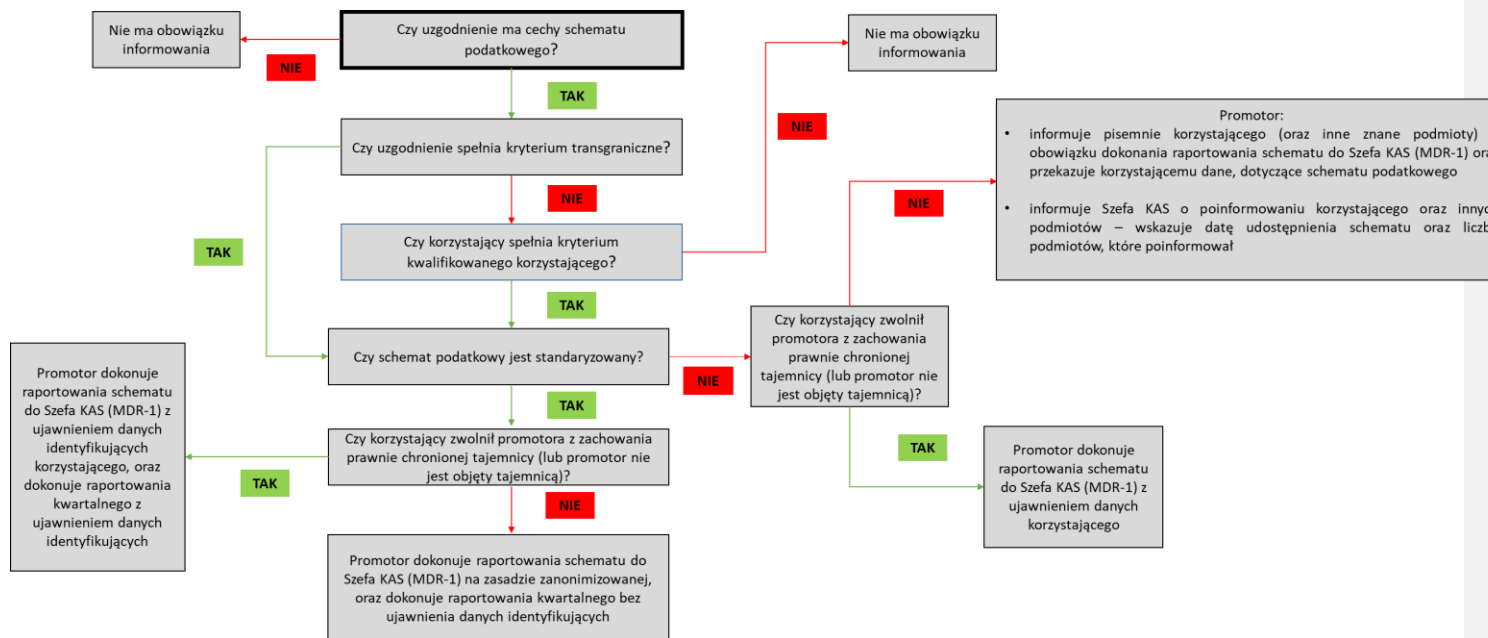 Nie ma obowiązku
informowania
NIE
Czy uzgodnienie ma cechy schematu
podatkowego?
TAK
Nie ma obowiązku
informowania
NIE
Czy uzgodnienie spełnia kryterium transgraniczne?
NIE
TAK
Czy korzystający spełnia kryterium
kwalifikowanego korzystającego?
TAK
Promotor:
• informuje pisemnie korzystającego (oraz inne znane podmioty)
obowiązku dokonania raportowania schematu do Szefa KAS (MDR-1)
przekazuje korzystającemu dane, dotyczące schematu podatkowego
• informuje Szefa KAS o poinformowaniu korzystającego oraz
podmiotów – wskazuje datę udostępnienia schematu oraz
podmiotów, które poinformował
NIE
Czy schemat podatkowy jest standaryzowany?
NIE
TAK
Czy korzystający zwolnił
promotora z zachowania
prawnie chronionej
tajemnicy (lub promotor nie
jest objęty tajemnicą)?
TAK
Promotor dokonuje
raportowania schematu
do Szefa KAS (MDR-1) z
ujawnieniem danych
korzystającego
Czy korzystający zwolnił promotora z zachowania
prawnie chronionej tajemnicy (lub promotor nie
jest objęty tajemnicą)?
TAK
Promotor dokonuje
raportowania schematu
do Szefa KAS (MDR-1) z
ujawnieniem danych
identyfikujących
korzystającego, oraz
dokonuje raportowania
kwartalnego z
ujawnieniem danych
identyfikujących
NIE
Promotor dokonuje raportowania schematu do
Szefa KAS (MDR-1) na zasadzie zanonimizowanej,
oraz dokonuje raportowania kwartalnego bez
ujawnienia danych identyfikujących